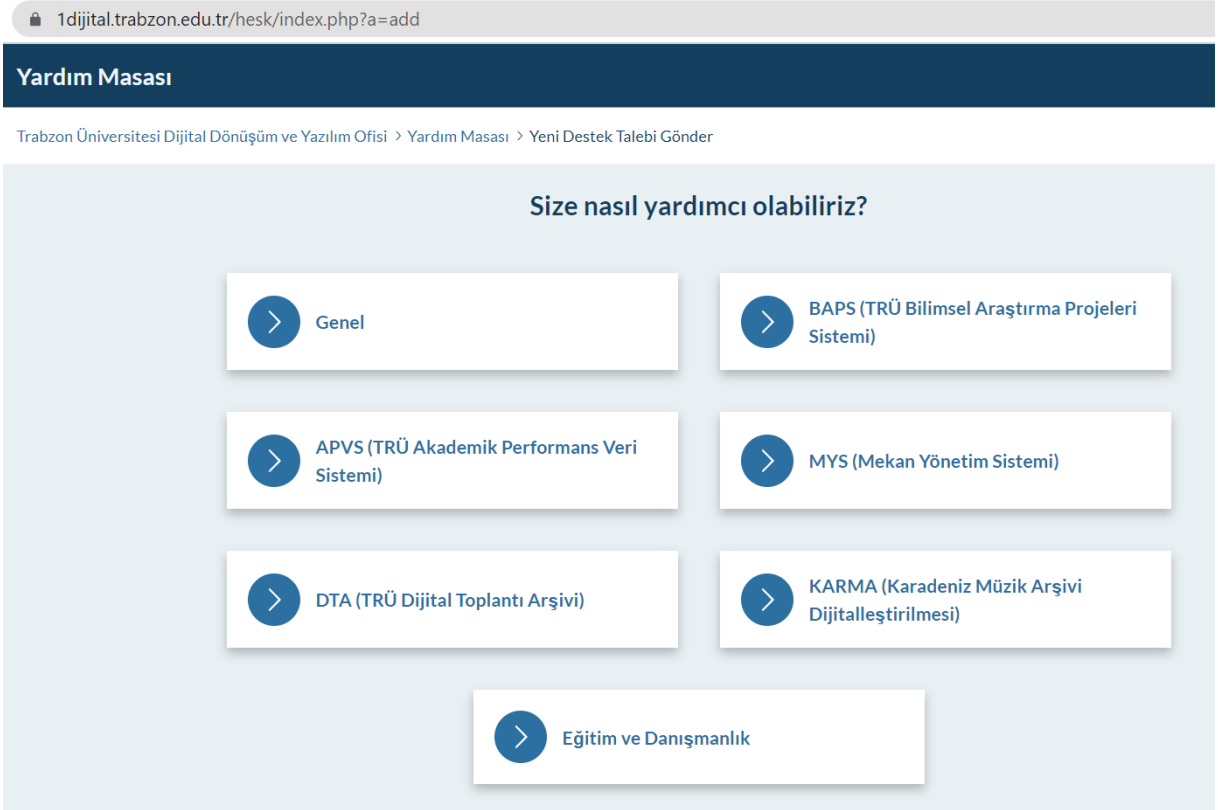 1dijital.trabzon.edu.tr/hesk/index.php?a=add
Yardım Masası
Trabzon Üniversitesi Dijital Dönüşüm ve Yazılım Ofisi > Yardım Masası > Yeni Destek Talebi Gönder
Size nasıl yardımcı olabiliriz?
Genel
BAPS (TRÜ Bilimsel Araştırma Projeleri
Sistemi)
APVS (TRÜ Akademik Performans Veri
Sistemi)
MYS (Mekan Yönetim Sistemi)
DTA (TRÜ Dijital Toplantı Arşivi)
KARMA (Karadeniz Müzik Arşivi
Dijitalleştirilmesi)
Eğitim ve Danışmanlık